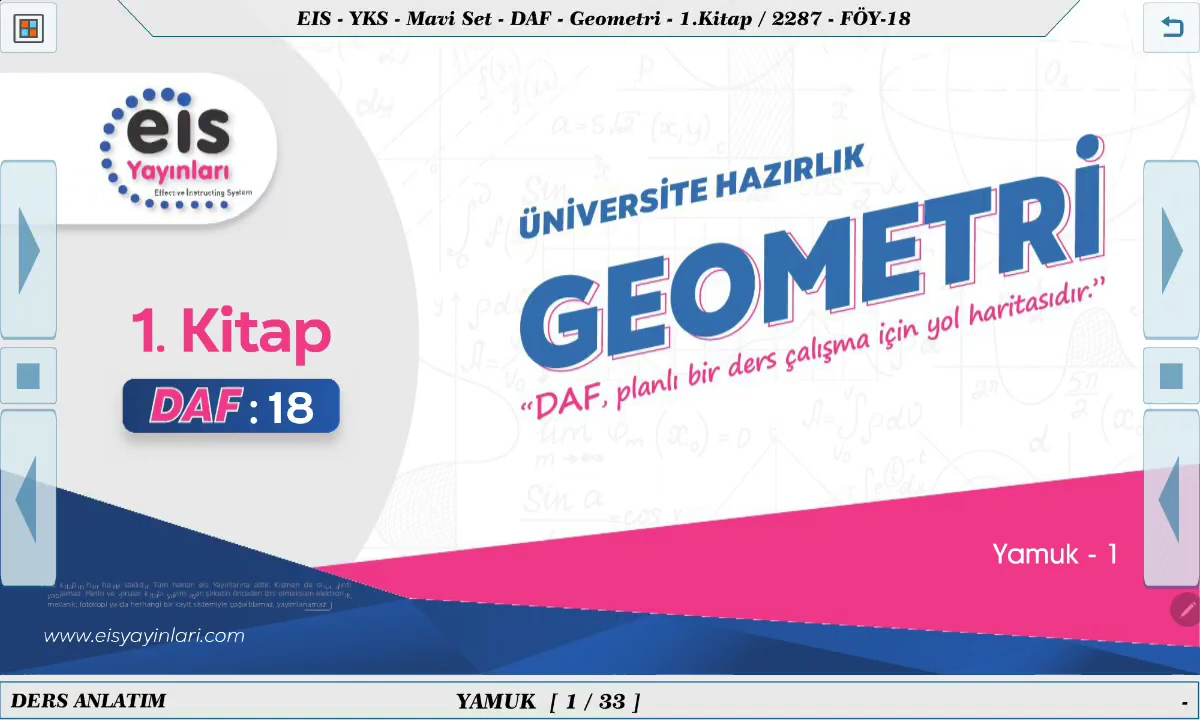 EIS - YKS - Mavi Set - DAF - Geometri - 1.Kitap / 2287 - FÖY-18
eis
Yayınları
Effective Instructing System
ÜNİVERSİTE HAZIRLIK
GEOMETRİ
“DAF, planlı bir ders çalışma için yol haritasıdır.”
1. Kitap
DAF : 18
Yamuk - 1
www.eisyayinlari.com
DERS ANLATIM
YAMUK [ 1 / 33 ]
-